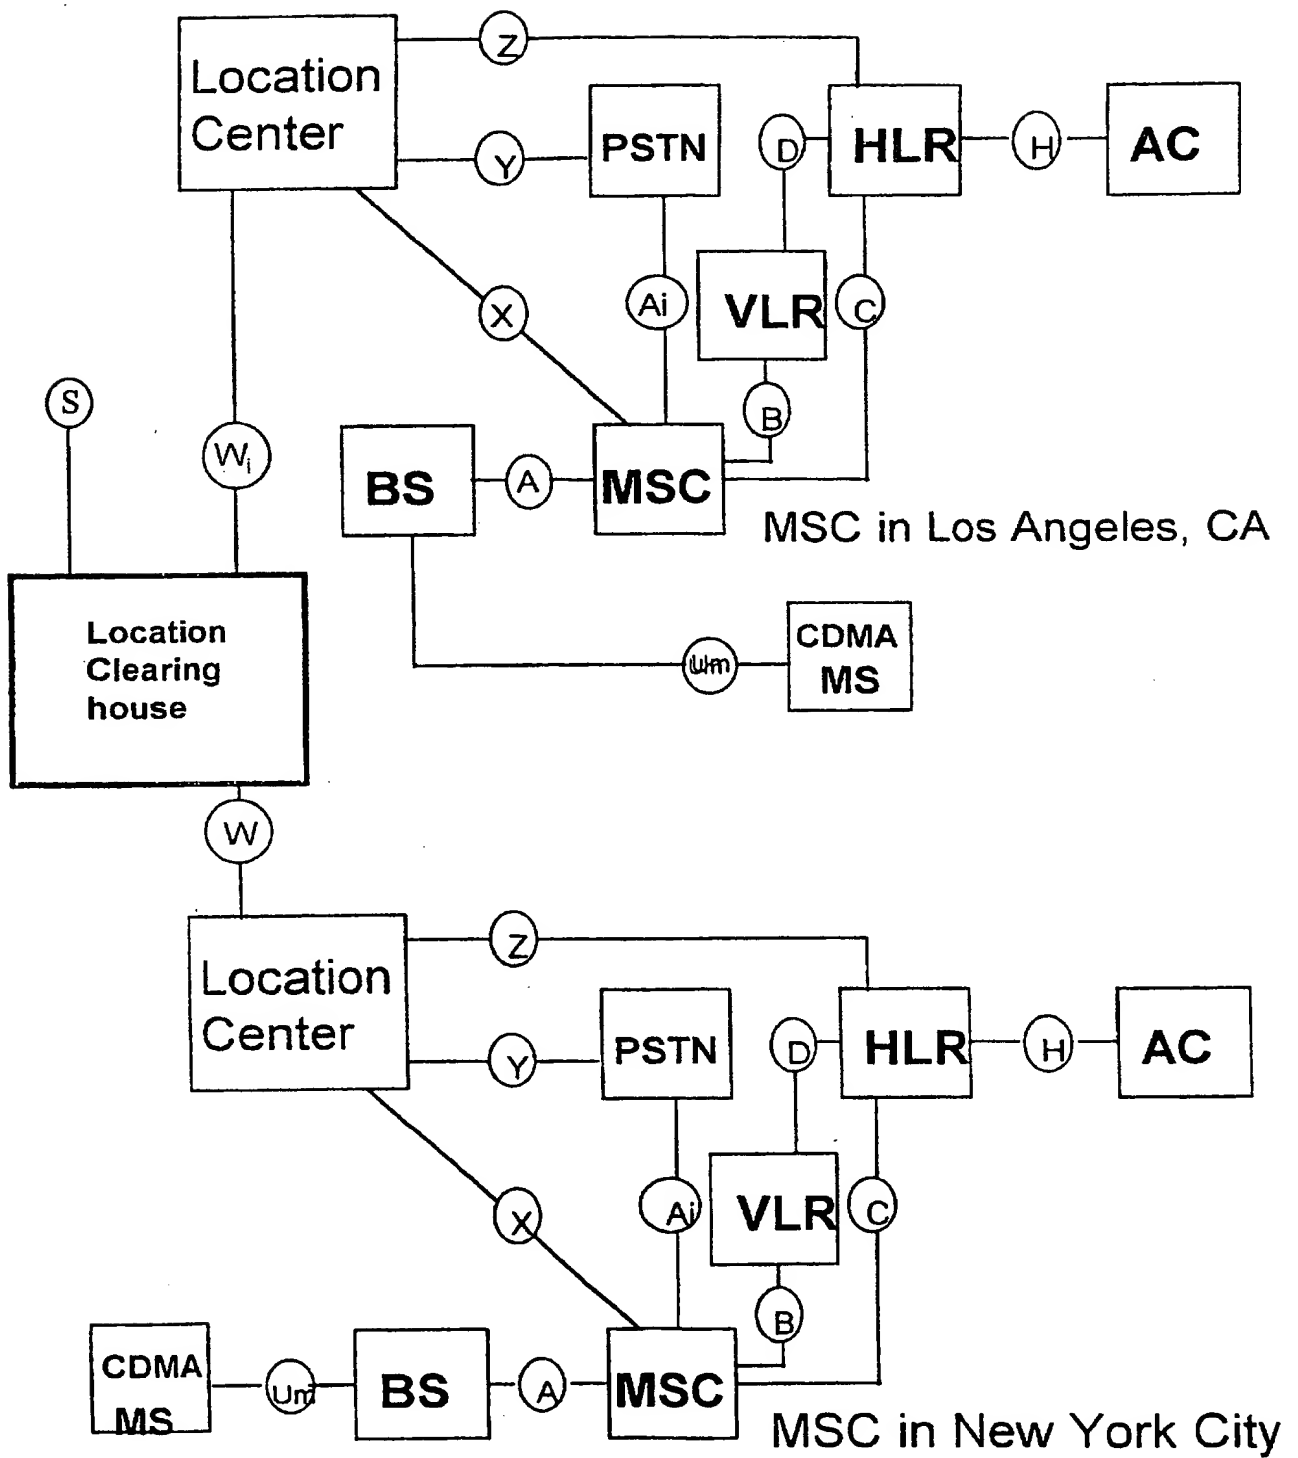 Z
Location
Center
Y
PSTN
D
HLR
H
AC
X
Ai
VLR
C
S
B
Wi
BS
A
MSC
MSC in Los Angeles, CA
Location
Clearing
house
Um
CDMA
MS
W
Z
Location
Center
Y
PSTN
D
HLR
H
AC
X
Ai
VLR
C
B
CDMA
MS
Um
BS
A
MSC
MSC in New York City